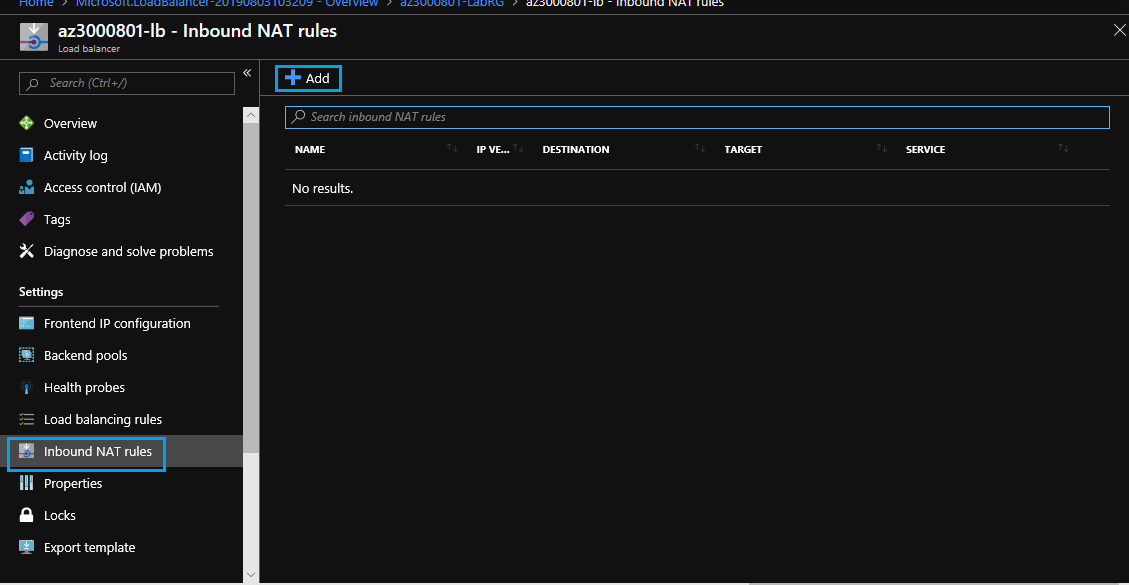 Home > Microsoft.LoadBalancer-20190803103209 - Overview > az3000801-LabRG > az3000801-lb - Inbound NAT rules
az3000801-lb - Inbound NAT rules
Load balancer
Search (Ctrl+/)
«
Overview
Activity log
Access control (IAM)
Tags
Diagnose and solve problems
Settings
Frontend IP configuration
Backend pools
Health probes
Load balancing rules
Inbound NAT rules
Properties
Locks
Export template
Add
Search inbound NAT rules
NAME IP VE... DESTINATION TARGET SERVICE
No results.